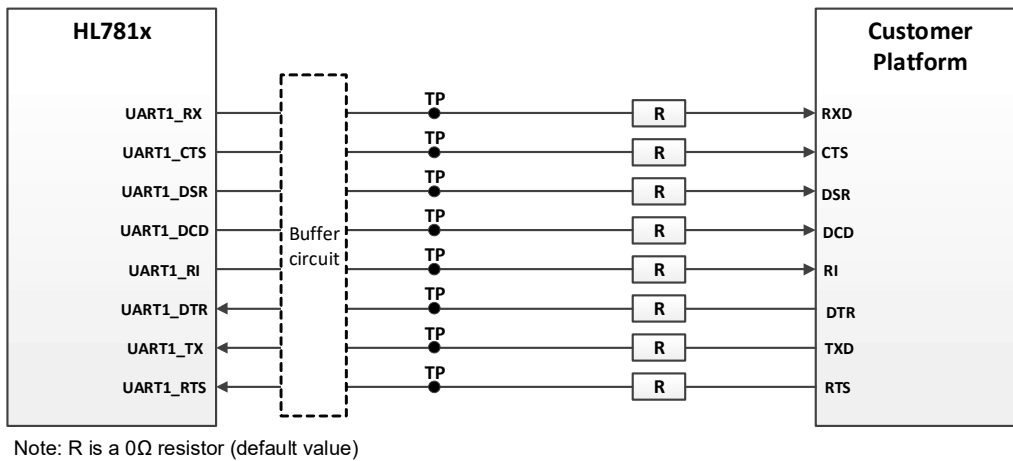 HL781x
Customer
Platform
UART1_RX TP R RXD
UART1_CTS TP R CTS
UART1_DSR TP R DSR
UART1_DCD TP R DCD
Buffer
circuit
UART1_RI TP R RI
UART1_DTR TP R DTR
UART1_TX TP R TXD
UART1_RTS TP R RTS
Note: R is a 0Ω resistor (default value)